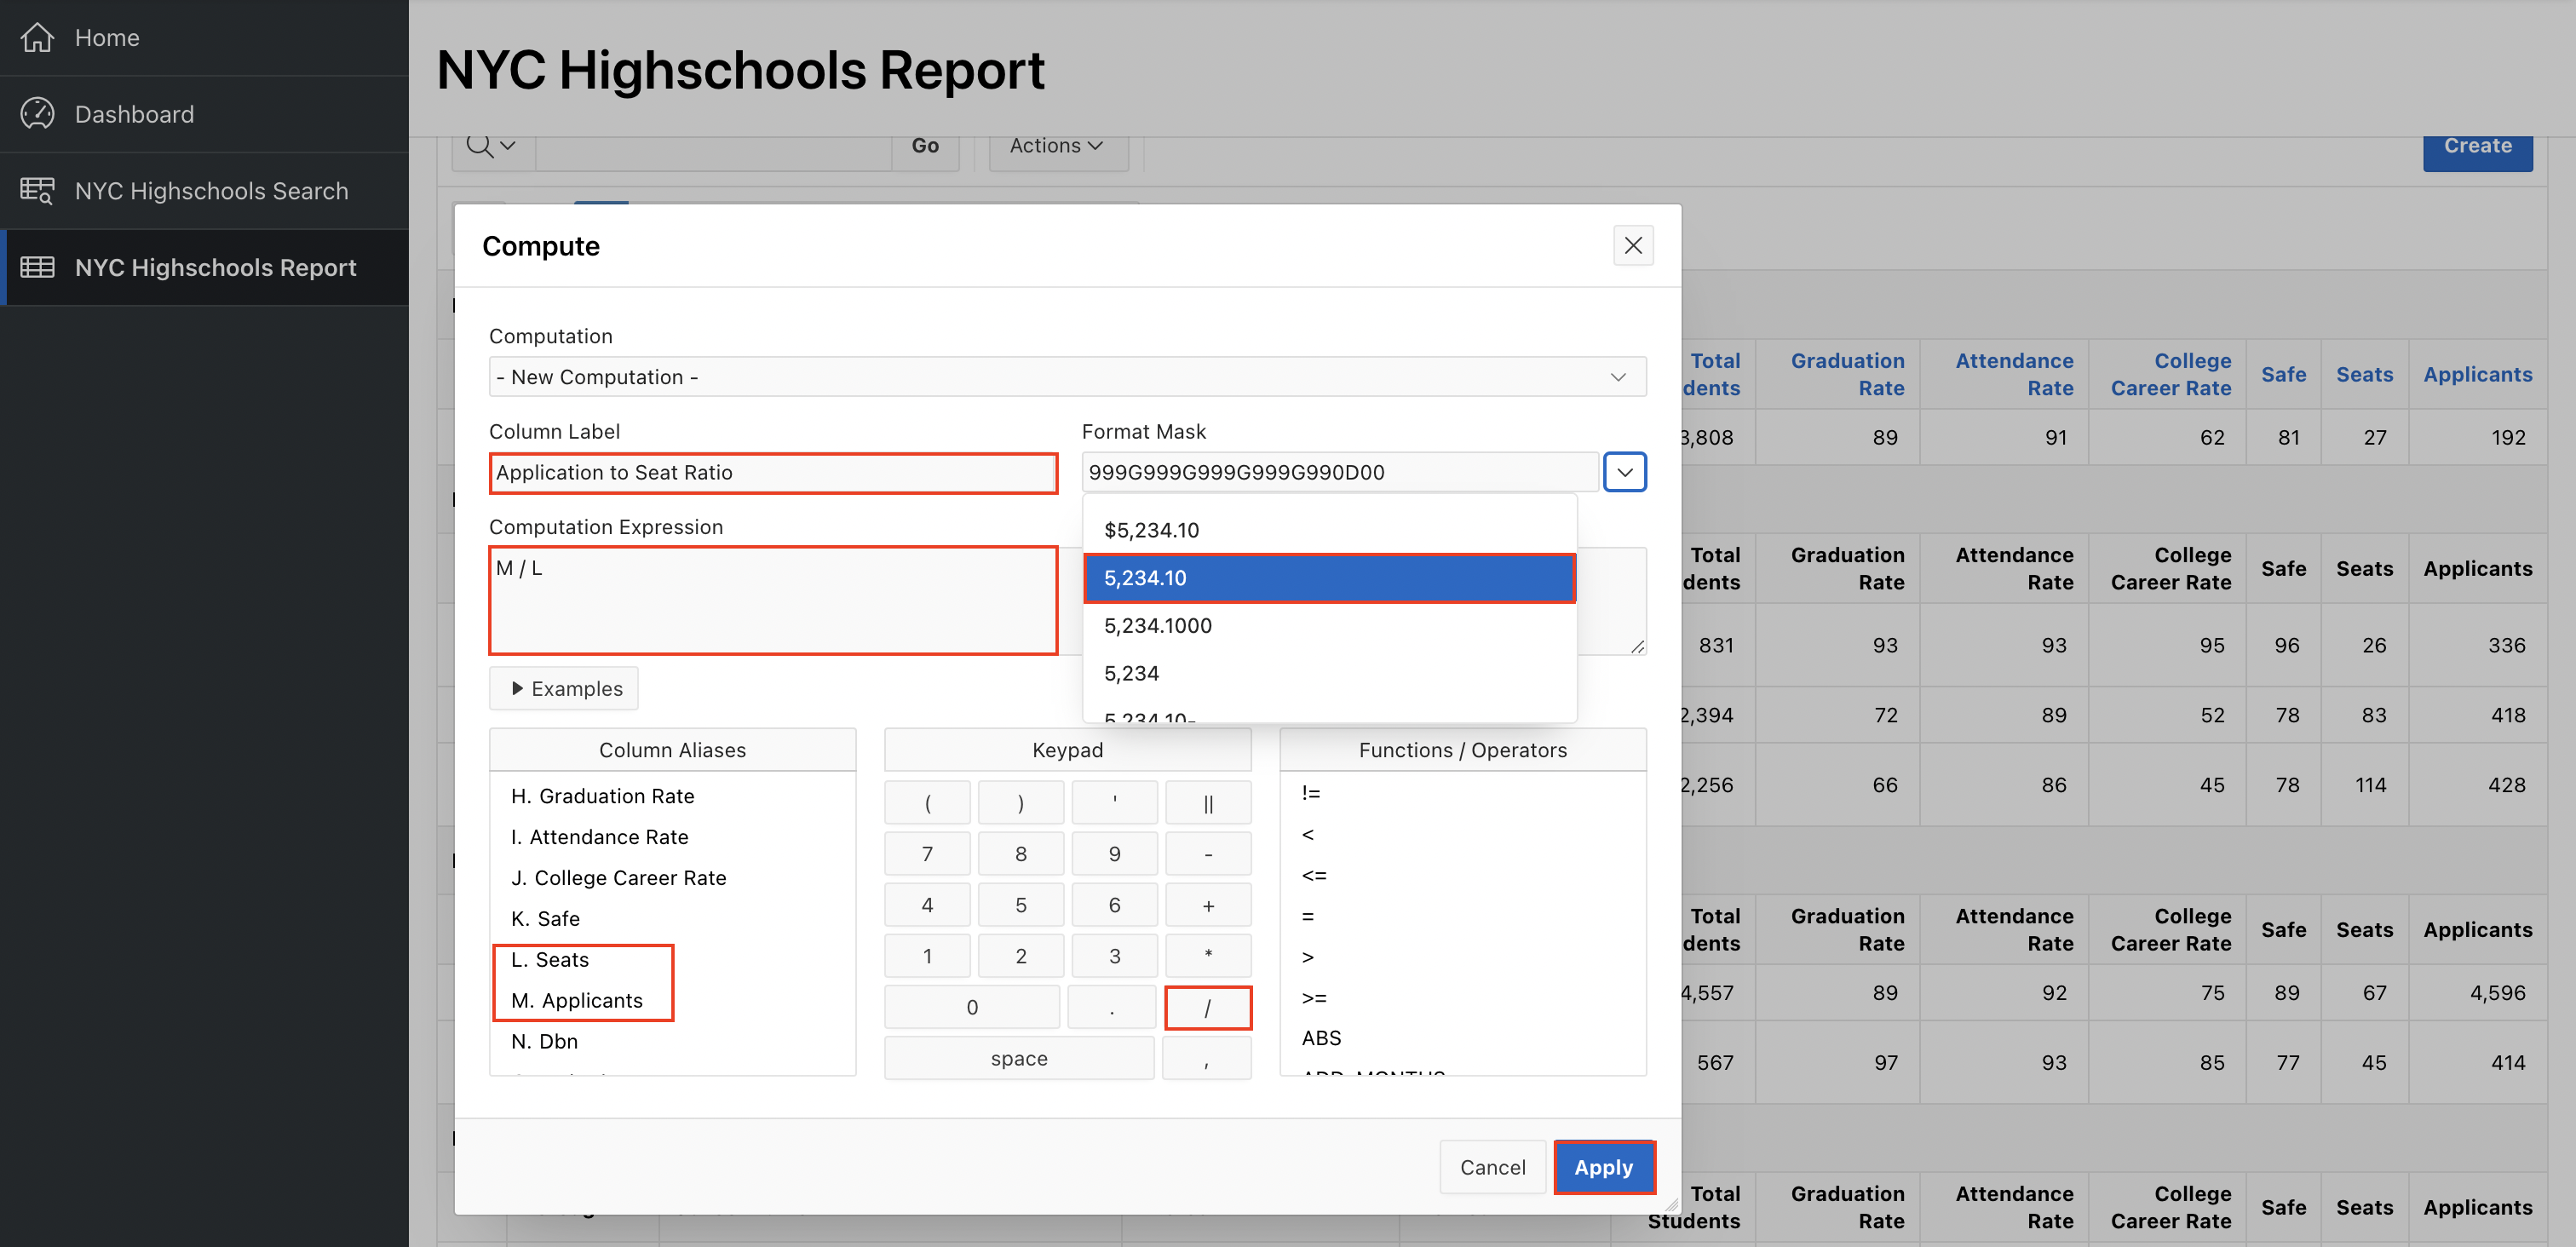 Home
Dashboard
NYC Highschools Search
NYC Highschools Report
NYC Highschools Report
Go
Actions
Create
Compute
Computation
- New Computation -
Column Label
Format Mask
Application to Seat Ratio
999G999G999G999G990D00
Computation Expression
M / L
$5,234.10
5,234.10
5,234.1000
5,234
5,234.10-
Examples
Column Aliases
H. Graduation Rate
I. Attendance Rate
J. College Career Rate
K. Safe
L. Seats
M. Applicants
N. Dbn
Keypad
( ) ' ||
7 8 9 -
4 5 6 +
1 2 3 *
0 . /
space ,
Functions / Operators
!=
<
<=
=
>
>=
ABS
ADD_MONTHS
Cancel
Apply
Total Graduation Attendance College Safe Seats Applicants
dents Rate Rate Career Rate
3,808 89 91 62 81 27 192
Total Graduation Attendance College Safe Seats Applicants
dents Rate Rate Career Rate
831 93 93 95 96 26 336
2,394 72 89 52 78 83 418
2,256 66 86 45 78 114 428
Total Graduation Attendance College Safe Seats Applicants
dents Rate Rate Career Rate
4,557 89 92 75 89 67 4,596
567 97 93 85 77 45 414
Total Graduation Attendance College Safe Seats Applicants
Students Rate Rate Career Rate